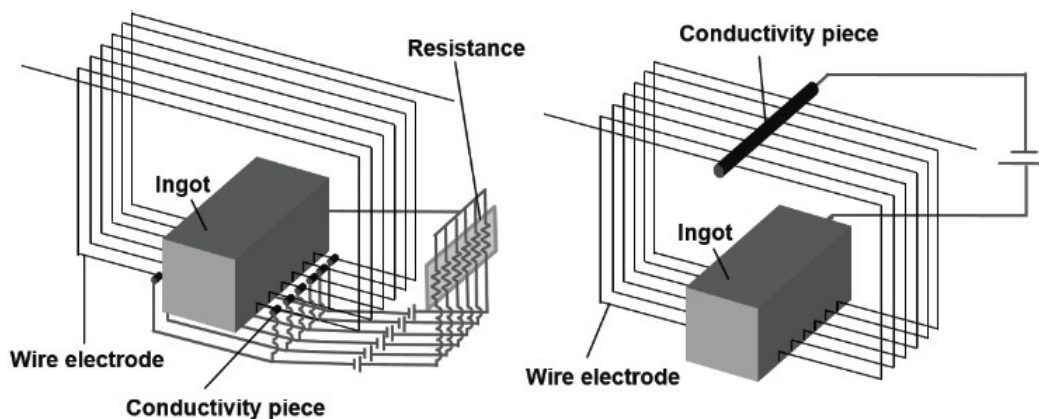 Resistance
Ingot
Wire electrode
Conductivity piece
Conductivity piece
Ingot
Wire electrode